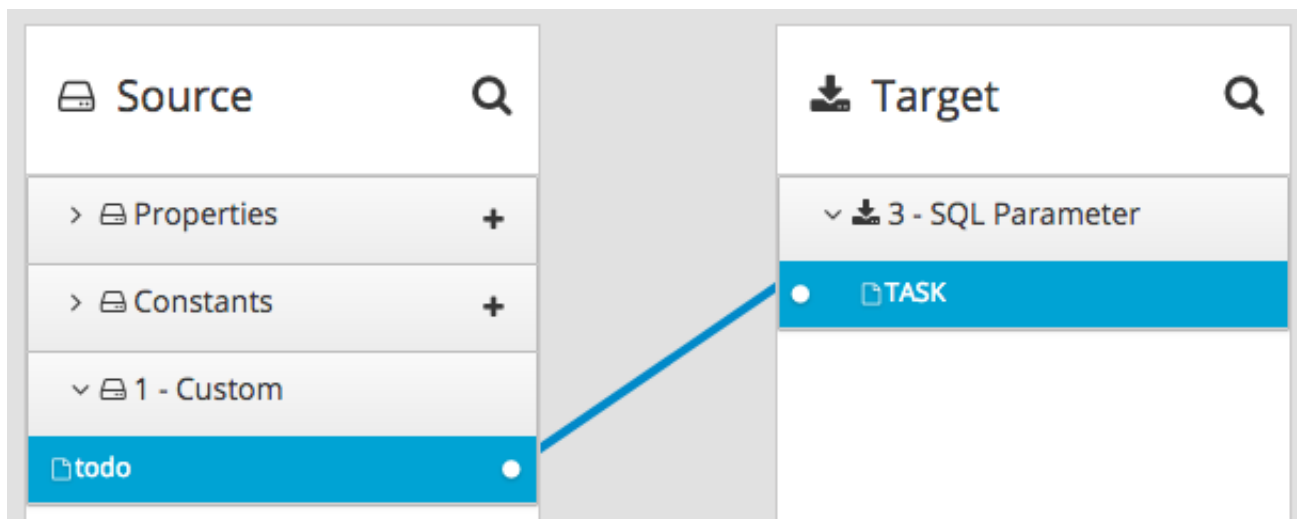 Source
Properties
Constants
1 - Custom
todo
Target
3 - SQL Parameter
TASK